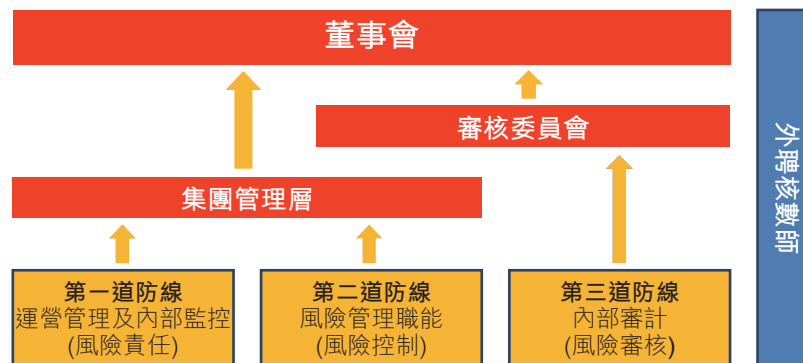 董事會
審核委員會
集團管理層
第一道防線
運營管理及內部監控
(風險責任)
第二道防線
風險管理職能
(風險控制)
第三道防線
內部審計
(風險審核)
外聘核數師